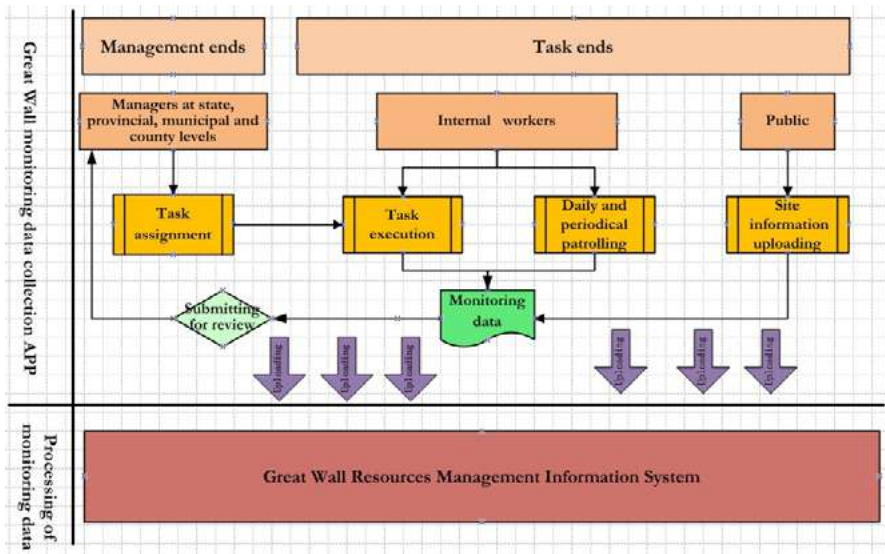 Great Wall monitoring data collection APP
Management ends
Task ends
Managers at state,
provincial, municipal and
county levels
Internal workers
Public
Task
assignment
Task
execution
Daily and
periodical
patrolling
Site
information
uploading
Submitting
for review
Monitoring
data
Uploading
Uploading
Uploading
Uploading
Uploading
Uploading
Processing of
monitoring data
Great Wall Resources Management Information System